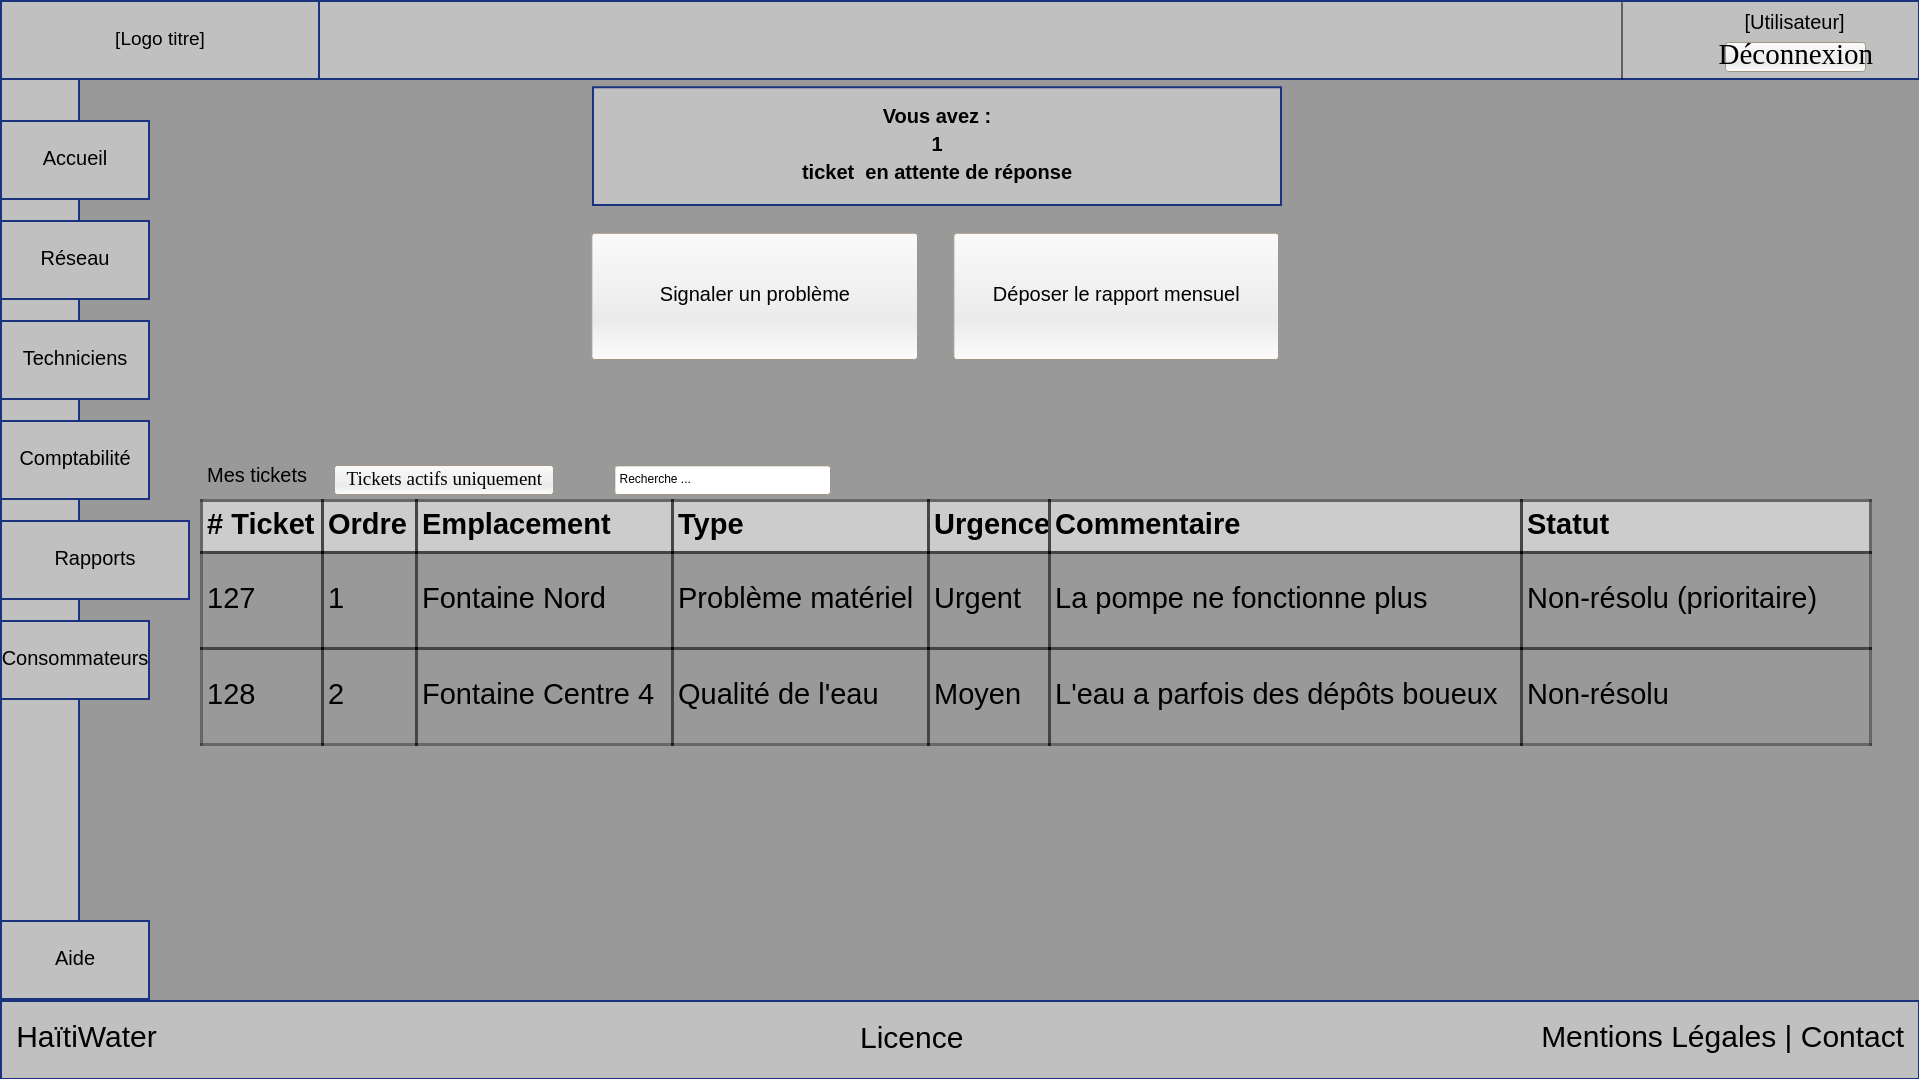 [Logo titre]
[Utilisateur]
Déconnexion
Vous avez :
1
ticket  en attente de réponse
Accueil
Réseau
Techniciens
Comptabilité
Rapports
Consommateurs
Aide
Signaler un problème
Déposer le rapport mensuel
Mes tickets
Tickets actifs uniquement
Recherche ...
# Ticket Ordre Emplacement Type Urgence Commentaire Statut
127 1 Fontaine Nord Problème matériel Urgent La pompe ne fonctionne plus Non-résolu (prioritaire)
128 2 Fontaine Centre 4 Qualité de l'eau Moyen L'eau a parfois des dépôts boueux Non-résolu
HaïtiWater
Licence
Mentions Légales | Contact